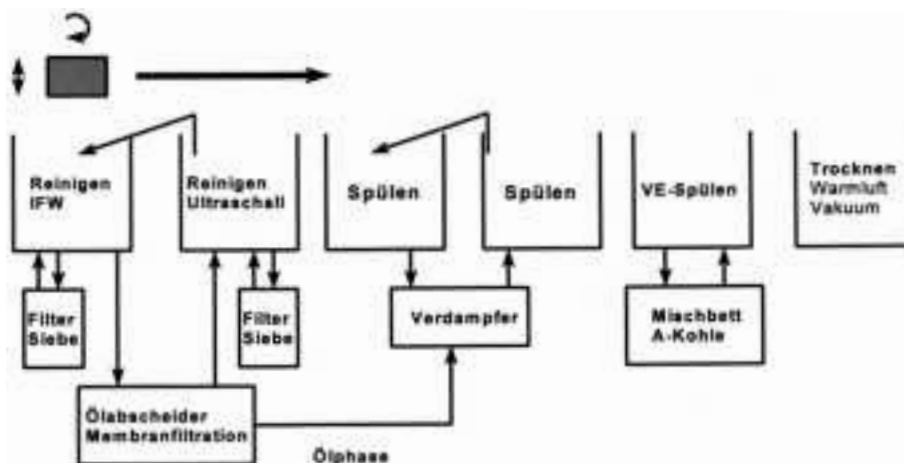 Reinigen
IFW
Reinigen
Ultraschall
Spülen
Spülen
VE-Spülen
Trocknen
Warmluft
Vakuum
Filter
Siebe
Filter
Siebe
Verdampfer
Mischbett
A-Kohle
Ölabscheider
Membranfiltration
Ölphase